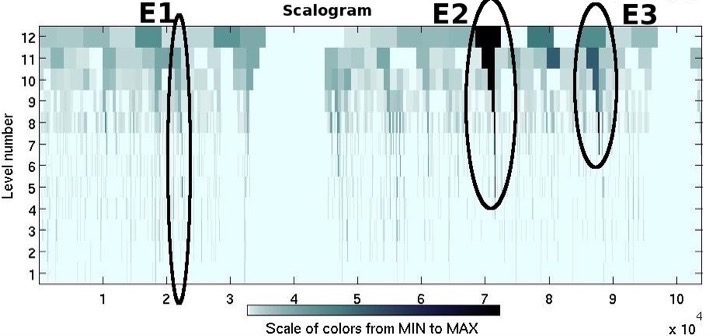 E1 Scalogram E2 E3
12
11
10
9
8
7
6
5
4
3
2
1
Level number
1 2 3 4 5 6 7 8 9 10
x 10 4
Scale of colors from MIN to MAX